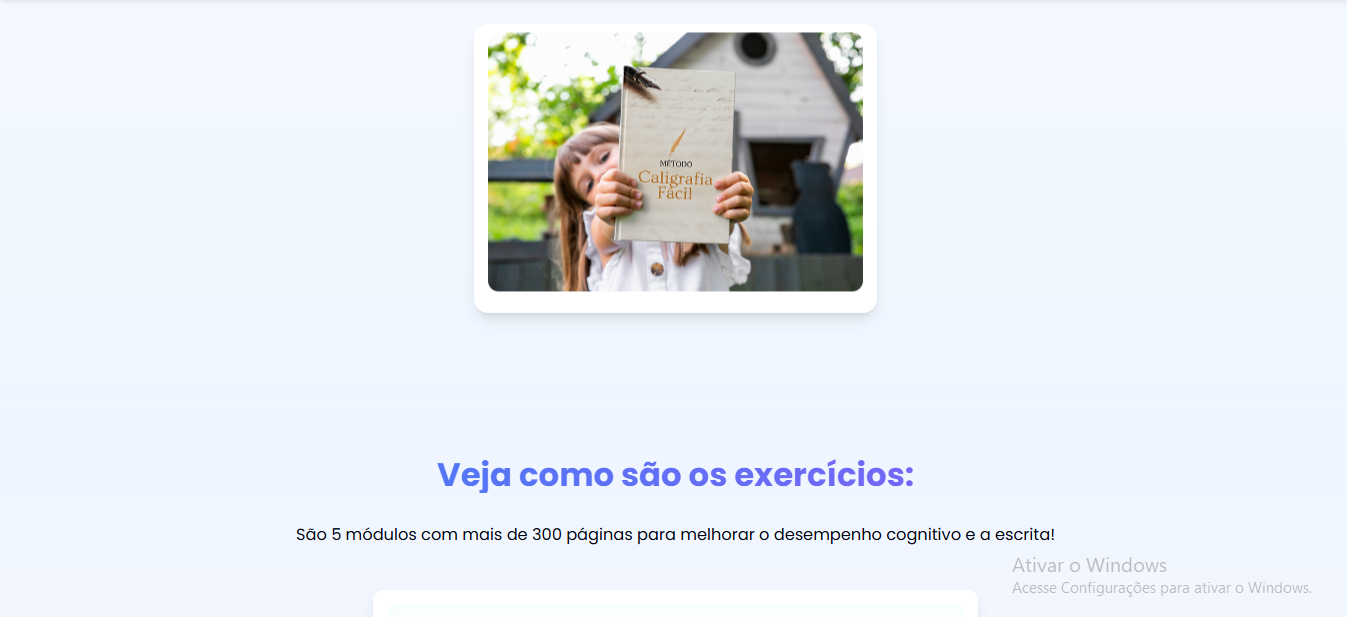 MÉTODO
Caligrafia
Fácil
Veja como são os exercícios:
São 5 módulos com mais de 300 páginas para melhorar o desempenho cognitivo e a escrita!
Ativar o Windows
Acesse Configurações para ativar o Windows.